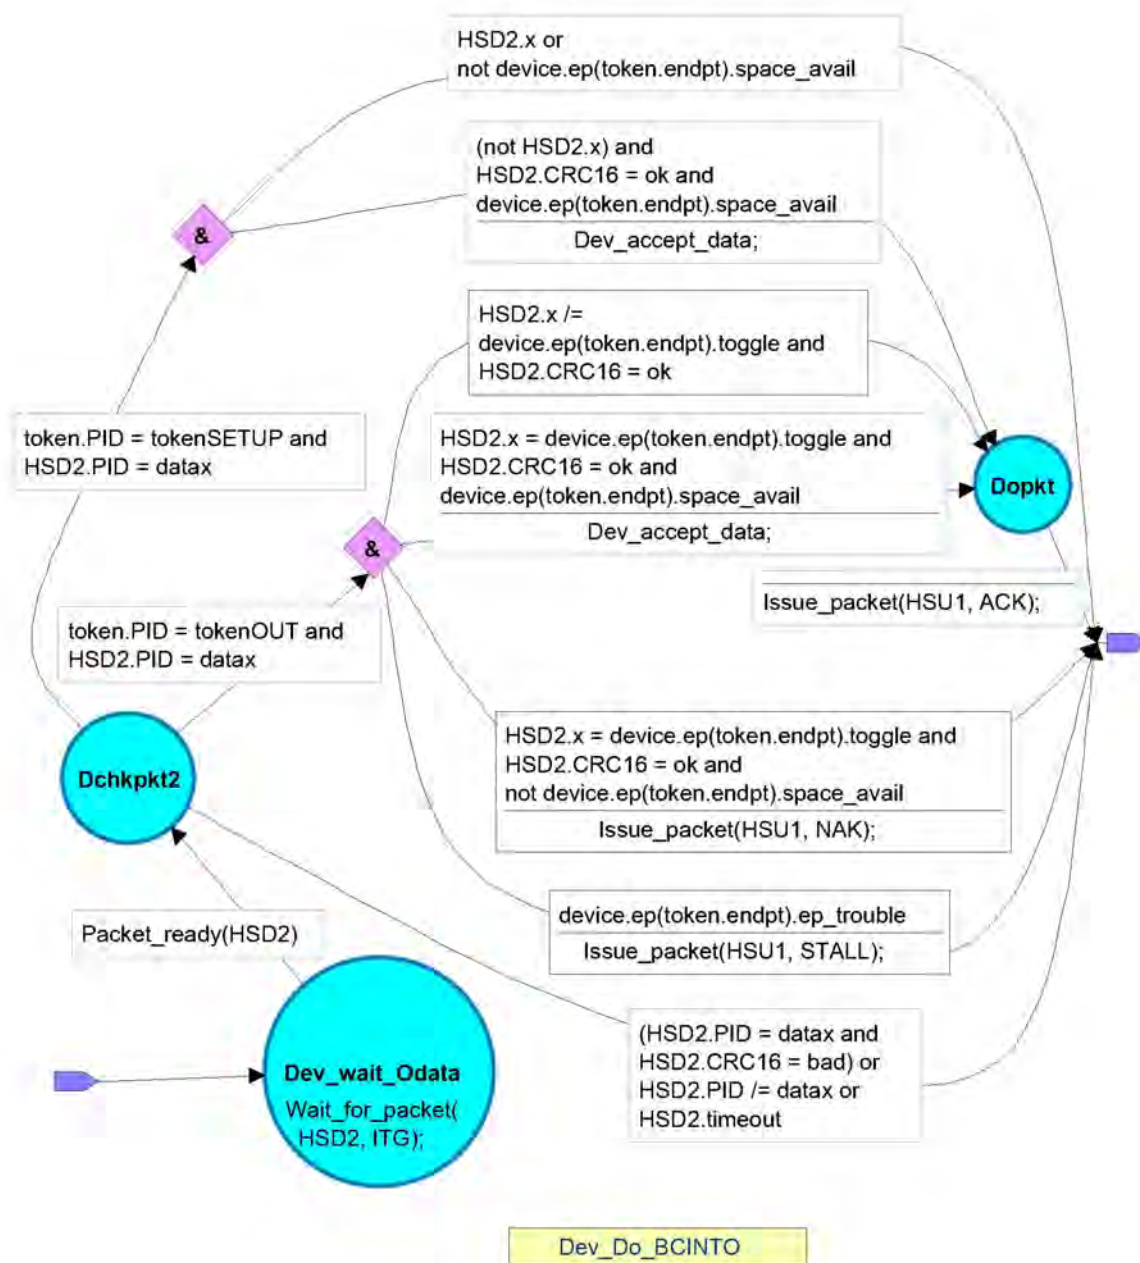 HSD2.x or
not device.ep(token.endpt).space_avail
(not HSD2.x) and
HSD2.CRC16 = ok and
device.ep(token.endpt).space_avail
Dev_accept_data;
&
HSD2.x /=
device.ep(token.endpt).toggle and
HSD2.CRC16 = ok
token.PID = tokenSETUP and
HSD2.PID = datax
HSD2.x = device.ep(token.endpt).toggle and
HSD2.CRC16 = ok and
device.ep(token.endpt).space_avail
Dev_accept_data;
Dopkt
&
Issue_packet(HSU1, ACK);
token.PID = tokenOUT and
HSD2.PID = datax
HSD2.x = device.ep(token.endpt).toggle and
HSD2.CRC16 = ok and
not device.ep(token.endpt).space_avail
Issue_packet(HSU1, NAK);
Dchkpkt2
device.ep(token.endpt).ep_trouble
Issue_packet(HSU1, STALL);
Packet_ready(HSD2)
(HSD2.PID = datax and
HSD2.CRC16 = bad) or
HSD2.PID /= datax or
HSD2.timeout
Dev_wait_Odata
Wait_for_packet(
HSD2, ITG);
Dev_Do_BCINTO